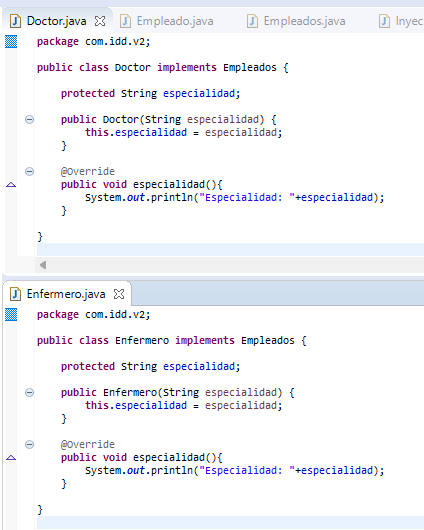 Doctor.java Empleado.java Empleados.java Inyec
package com.idd.v2;
public class Doctor implements Empleados {
protected String especialidad;
public Doctor(String especialidad) {
this.especialidad = especialidad;
}
@Override
public void especialidad(){
System.out.println("Especialidad: "+especialidad);
}
}
Enfermero.java
package com.idd.v2;
public class Enfermero implements Empleados {
protected String especialidad;
public Enfermero(String especialidad) {
this.especialidad = especialidad;
}
@Override
public void especialidad(){
System.out.println("Especialidad: "+especialidad);
}
}